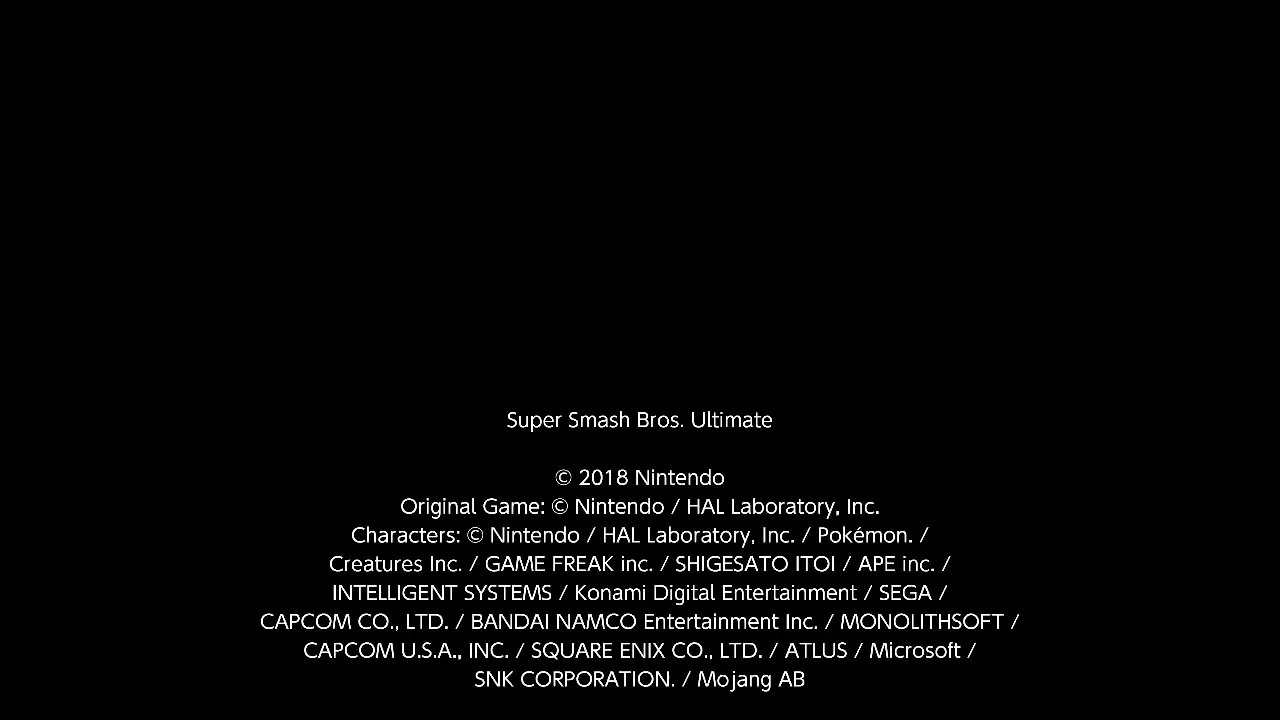 Super Smash Bros. Ultimate
© 2018 Nintendo
Original Game: © Nintendo / HAL Laboratory, Inc.
Characters: © Nintendo / HAL Laboratory, Inc. / Pokémon. /
Creatures Inc. / GAME FREAK inc. / SHIGESATO ITOI / APE inc. /
INTELLIGENT SYSTEMS / Konami Digital Entertainment / SEGA /
CAPCOM CO., LTD. / BANDAI NAMCO Entertainment Inc. / MONOLITHSOFT /
CAPCOM U.S.A., INC. / SQUARE ENIX CO., LTD. / ATLUS / Microsoft /
SNK CORPORATION. / Mojang AB